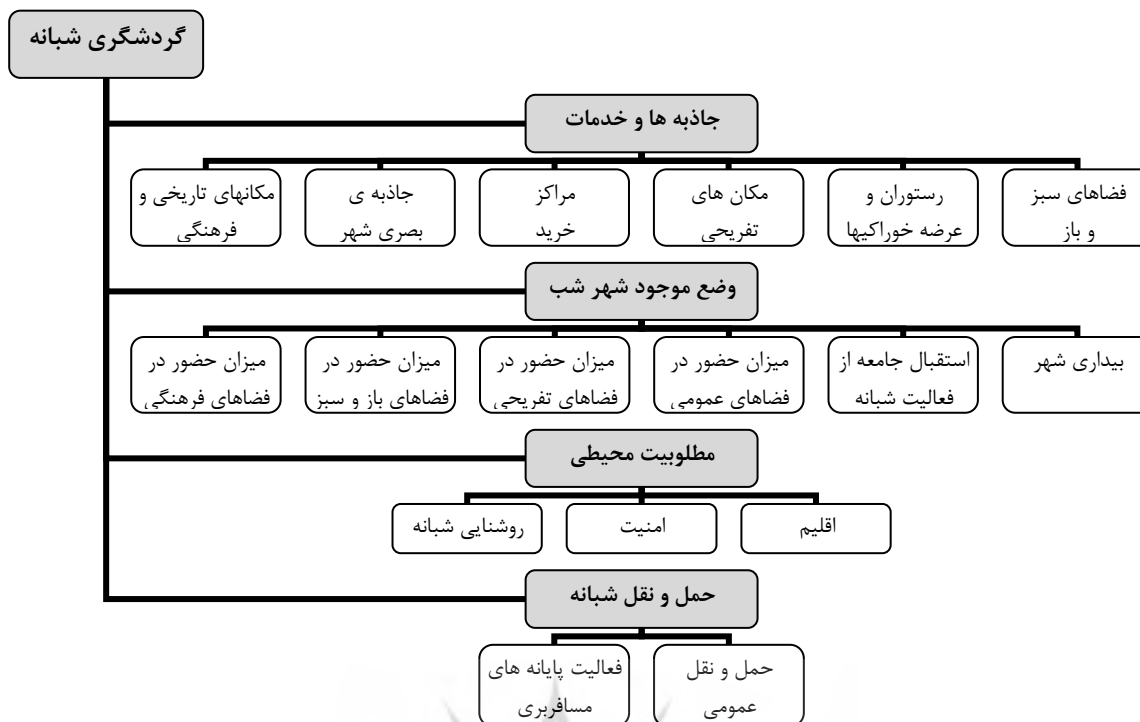 گردشگری شبانه
جاذبه ها و خدمات
فضاهای سبز
و باز
رستوران و
عرضه خوراکیها
مکان های
تفریحی
مراکز
خرید
جاذبه ی
بصری شهر
مکانهای تاریخی و
فرهنگی
وضع موجود شهر شب
بیداری شهر
استقبال جامعه از
فعالیت شبانه
میزان حضور در
فضاهای عمومی
میزان حضور در
فضاهای تفریحی
میزان حضور در
فضاهای باز و سبز
میزان حضور در
فضاهای فرهنگی
مطلوبیت محیطی
اقلیم
امنیت
روشنایی شبانه
حمل و نقل شبانه
حمل و نقل
عمومی
فعالیت پایانه های
مسافربری